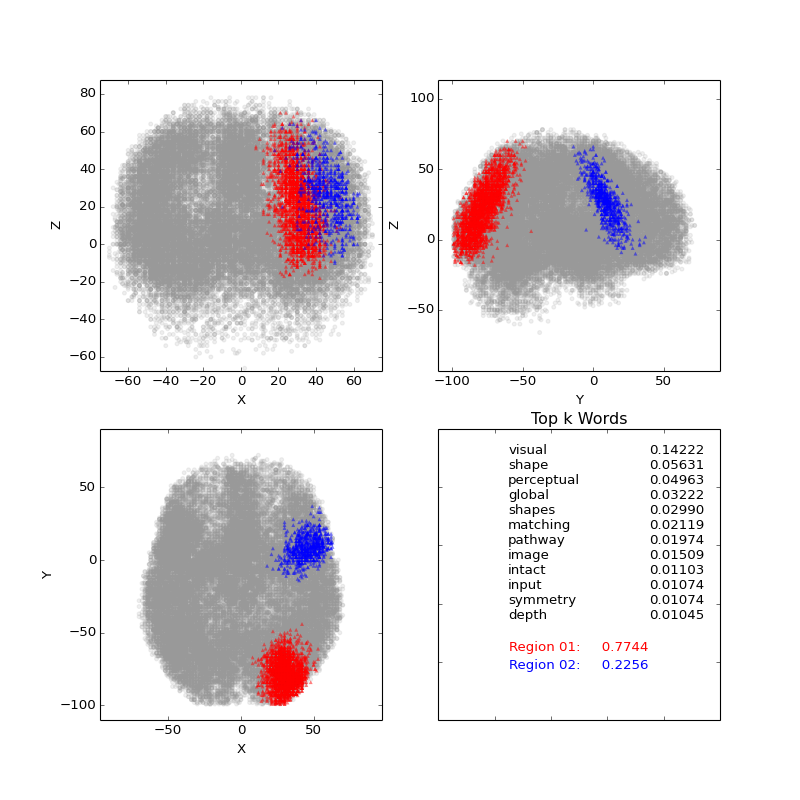 80
60
40
20
0
−20
−40
−60
Z
−60 −40 −20 0 20 40 60
X
100
50
0
−50
Z
−100 −50 0 50
Y
50
0
−50
−100
Y
−50 0 50
X
Top k Words
visual 0.14222
shape 0.05631
perceptual 0.04963
global 0.03222
shapes 0.02990
matching 0.02119
pathway 0.01974
image 0.01509
intact 0.01103
input 0.01074
symmetry 0.01074
depth 0.01045
Region 01: 0.7744
Region 02: 0.2256